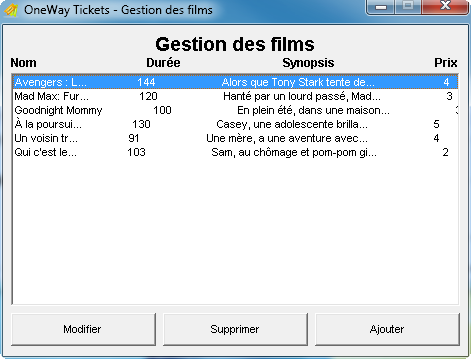 OneWay Tickets - Gestion des films
Gestion des films
Nom Durée Synopsis Prix
Avengers : L... 144 Alors que Tony Stark tente de... 4
Mad Max: Fur... 120 Hanté par un lourd passé, Mad... 3
Goodnight Mommy 100 En plein été, dans une maison... 3
À la poursui... 130 Casey, une adolescente brilla... 5
Un voisin tr... 91 Une mère, a une aventure avec... 4
Qui c'est le... 103 Sam, au chômage et pom-pom gi... 2
Modifier Supprimer Ajouter